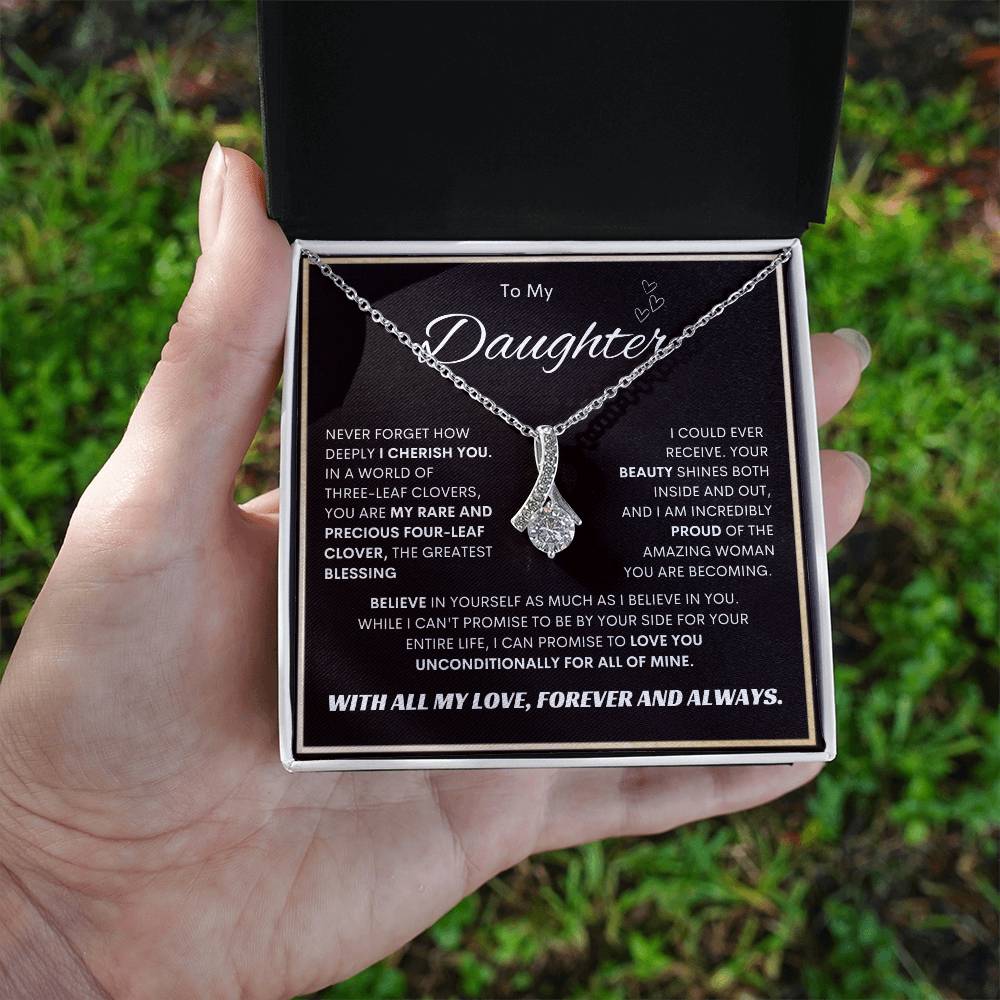 To My
Daughter
NEVER FORGET HOW
DEEPLY I CHERISH YOU.
IN A WORLD OF
THREE-LEAF CLOVERS,
YOU ARE MY RARE AND
PRECIOUS FOUR-LEAF
CLOVER, THE GREATEST
BLESSING
I COULD EVER
RECEIVE. YOUR
BEAUTY SHINES BOTH
INSIDE AND OUT,
AND I AM INCREDIBLY
PROUD OF THE
AMAZING WOMAN
YOU ARE BECOMING.
BELIEVE IN YOURSELF AS MUCH AS I BELIEVE IN YOU.
WHILE I CAN'T PROMISE TO BE BY YOUR SIDE FOR YOUR
ENTIRE LIFE, I CAN PROMISE TO LOVE YOU
UNCONDITIONALLY FOR ALL OF MINE.
WITH ALL MY LOVE, FOREVER AND ALWAYS.